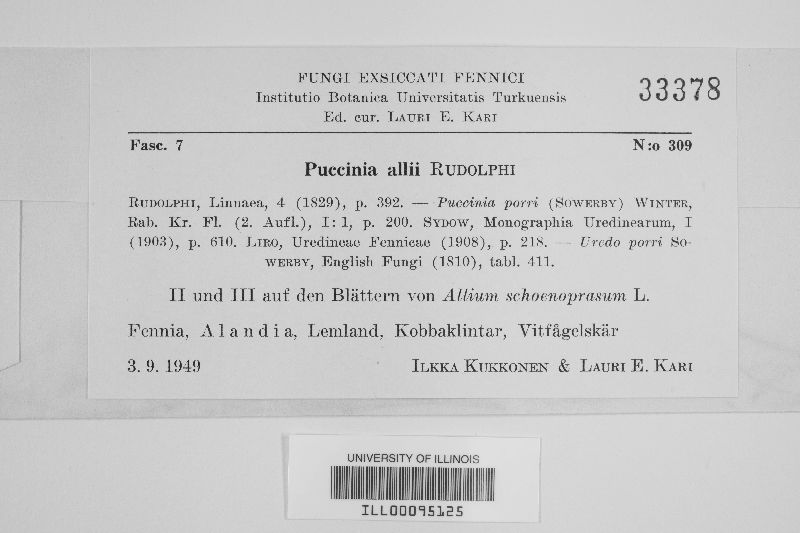 FUNGI EXSICCATI FENNICI
Institutio Botanica Universitatis Turkuensis
Ed. cur. LAURI E. KARI
33378
Fasc. 7 N:o 309
Puccinia allii RUDOLPHI
RUDOLPHI, Linnaea, 4 (1829), p. 392. — Puccinia porri (SOWERBY) WINTER,
Rab. Kr. Fl. (2. Aufl.), I: 1, p. 200. SYDOW, Monographia Uredinearum, I
(1903), p. 610. LIRO, Uredineae Fennicae (1908), p. 218. — Uredo porri SO-
WERBY, English Fungi (1810), tabl. 411.
II und III auf den Blättern von Allium schoenoprasum L.
Fennia, Alandia, Lemland, Kobbaklintar, Vitfågelskär
3. 9. 1949 ILKKA KUKKONEN & LAURI E. KARI
UNIVERSITY OF ILLINOIS
ILL00095125